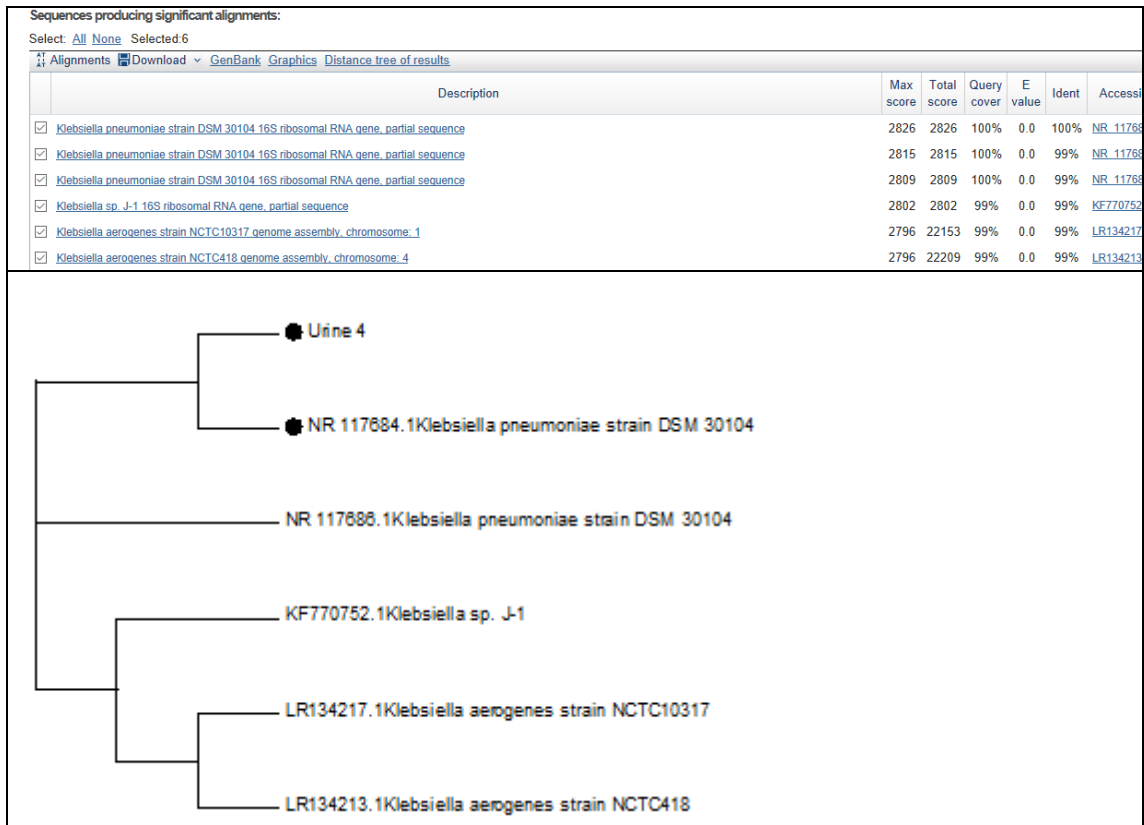 Sequences producing significant alignments:
Select: All None Selected:6
Alignments Download GenBank Graphics Distance tree of results
Description Max score Total score Query cover E value Ident Accessi
Klebsiella pneumoniae strain DSM 30104 16S ribosomal RNA gene, partial sequence 2826 2826 100% 0.0 100% NR_11768
Klebsiella pneumoniae strain DSM 30104 16S ribosomal RNA gene, partial sequence 2815 2815 100% 0.0 99% NR_11768
Klebsiella pneumoniae strain DSM 30104 16S ribosomal RNA gene, partial sequence 2809 2809 100% 0.0 99% NR_11768
Klebsiella sp. J-1 16S ribosomal RNA gene, partial sequence 2802 2802 99% 0.0 99% KF770752
Klebsiella aerogenes strain NCTC10317 genome assembly, chromosome: 1 2796 22153 99% 0.0 99% LR134217
Klebsiella aerogenes strain NCTC418 genome assembly, chromosome: 4 2796 22209 99% 0.0 99% LR134213
Urine 4
NR 117684.1Klebsiella pneumoniae strain DSM 30104
NR 117686.1Klebsiella pneumoniae strain DSM 30104
KF770752.1Klebsiella sp. J-1
LR134217.1Klebsiella aerogenes strain NCTC10317
LR134213.1Klebsiella aerogenes strain NCTC418